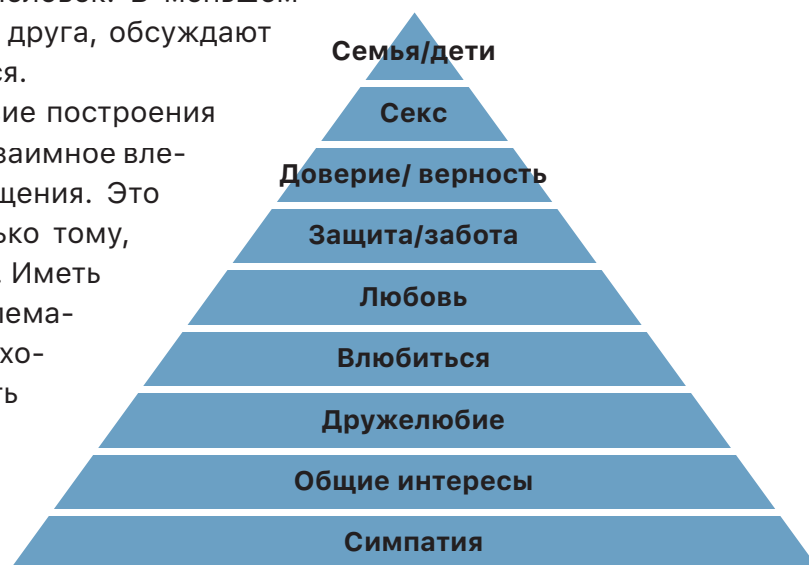 друга, обсуждают
ся.
ие построения
заимное вле-
щения. Это
ько тому,
Иметь
лема-
хо-
ть
Семья/дети
Секс
Доверие/ верность
Защита/забота
Любовь
Влюбиться
Дружелюбие
Общие интересы
Симпатия